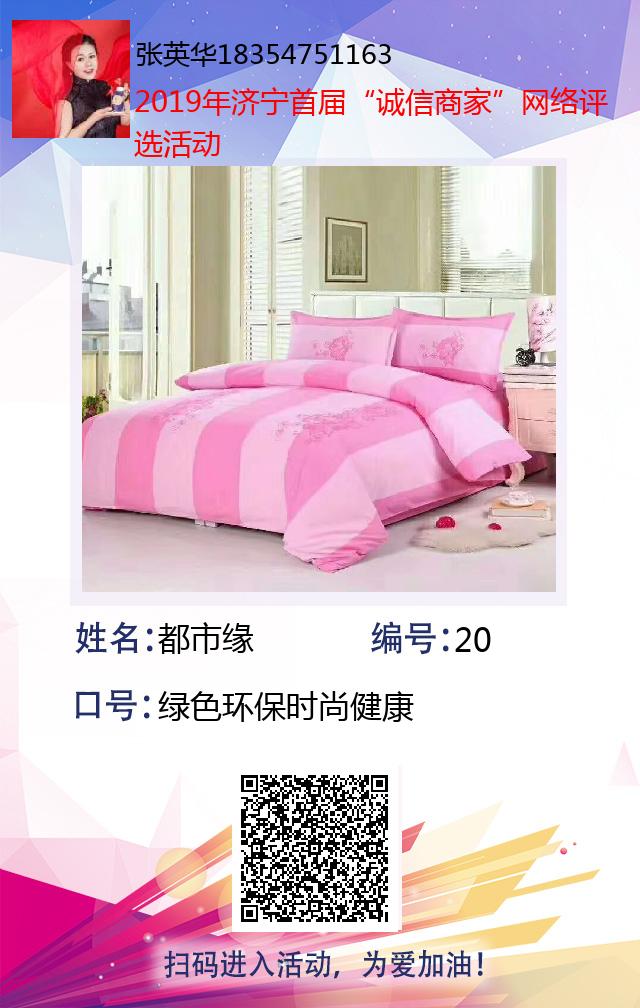 张英华18354751163
2019年济宁首届“诚信商家”网络评
选活动
姓名:都市缘 编号:20
口号:绿色环保时尚健康
扫码进入活动，为爱加油!